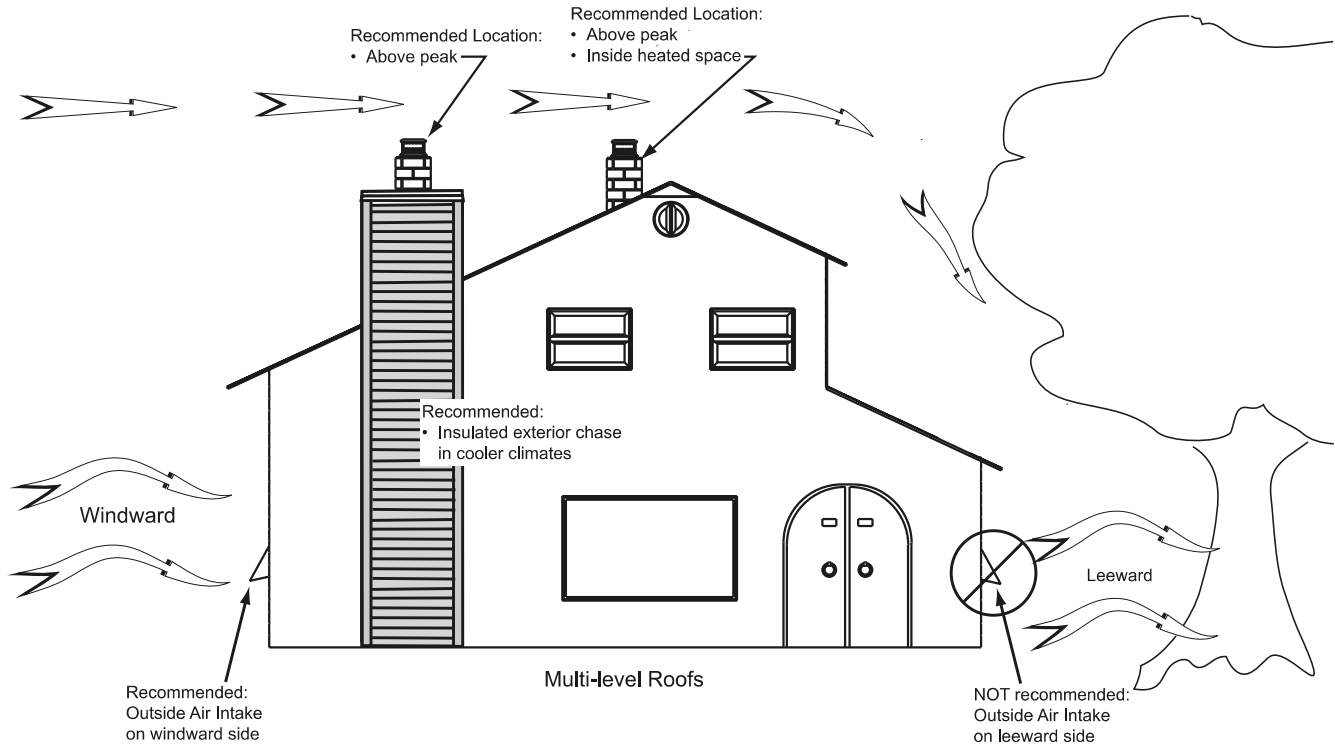 Recommended Location:
• Above peak
Recommended Location:
• Above peak
• Inside heated space
Recommended:
• Insulated exterior chase
in cooler climates
Windward
Leeward
Multi-level Roofs
Recommended:
Outside Air Intake
on windward side
NOT recommended:
Outside Air Intake
on leeward side